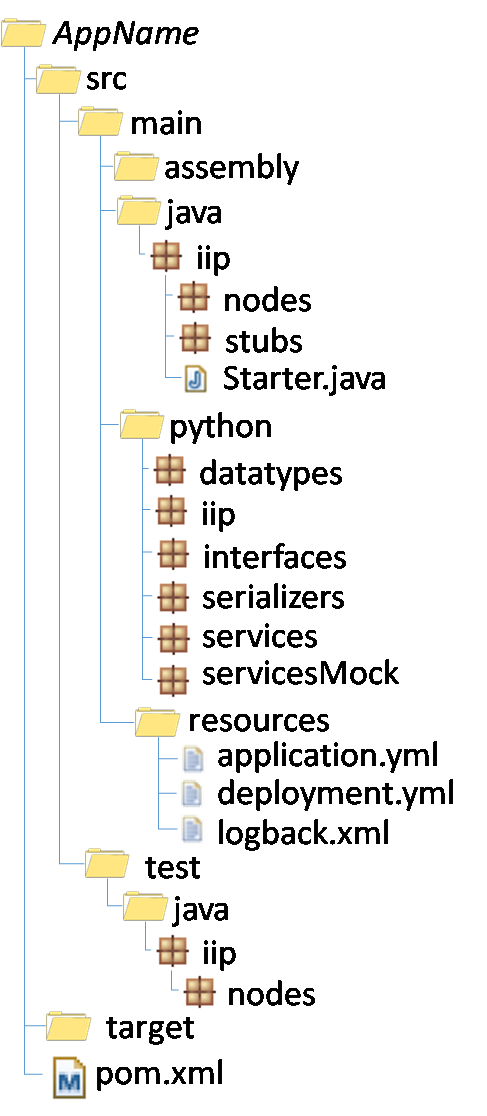 AppName
src
main
assembly
java
iip
nodes
stubs
Starter.java
python
datatypes
iip
interfaces
serializers
services
servicesMock
resources
application.yml
deployment.yml
logback.xml
test
java
iip
nodes
target
pom.xml